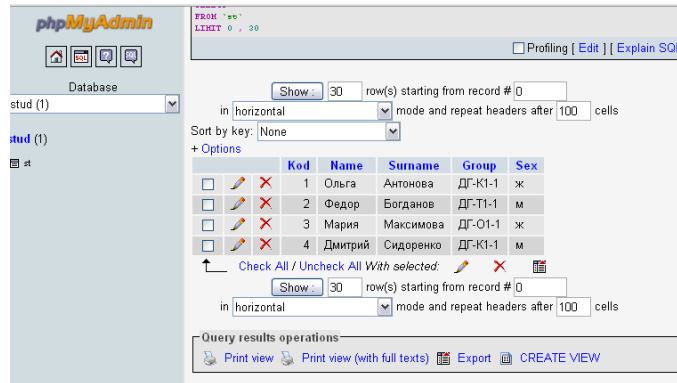 phpMyAdmin
SQL
Database
stud (1)
stud (1)
st
FROM `st`
LIMIT 0 , 30
Profiling [ Edit ] [ Explain SQL
Show : 30 row(s) starting from record # 0
in horizontal mode and repeat headers after 100 cells
Sort by key: None
+ Options
Kod Name Surname Group Sex
1 Ольга Антонова ДГ-К1-1 ж
2 Федор Богданов ДГ-Т1-1 м
3 Мария Максимова ДГ-О1-1 ж
4 Дмитрий Сидоренко ДГ-К1-1 м
Check All / Uncheck All With selected:
Show : 30 row(s) starting from record # 0
in horizontal mode and repeat headers after 100 cells
Query results operations
Print view Print view (with full texts) Export CREATE VIEW